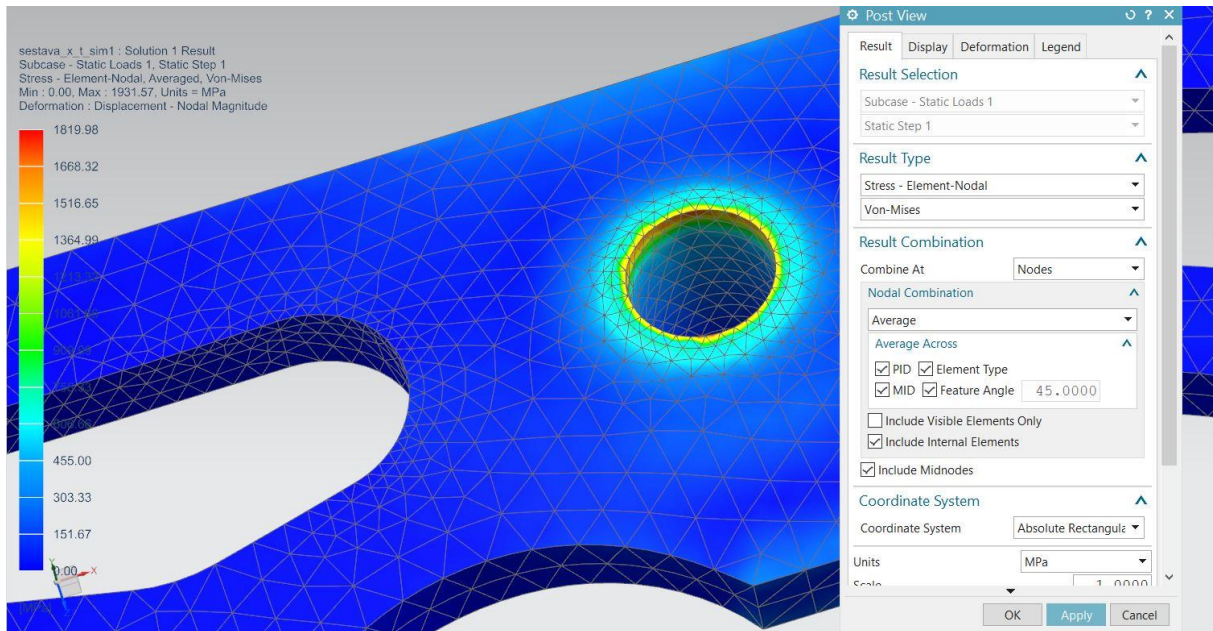 sestava_x_t_sim1 : Solution 1 Result
Subcase - Static Loads 1, Static Step 1
Stress - Element-Nodal, Averaged, Von-Mises
Min : 0.00, Max : 1931.57, Units = MPa
Deformation : Displacement - Nodal Magnitude
1819.98
1668.32
1516.65
1364.99
455.00
303.33
151.67
0.00
Y
X
[MPa]
Post View
Result Display Deformation Legend
Result Selection
Subcase - Static Loads 1
Static Step 1
Result Type
Stress - Element-Nodal
Von-Mises
Result Combination
Combine At Nodes
Nodal Combination
Average
Average Across
PID Element Type
MID Feature Angle 45.0000
Include Visible Elements Only
Include Internal Elements
Include Midnodes
Coordinate System
Coordinate System Absolute Rectangula
Units MPa
Scale 1.0000
OK Apply Cancel